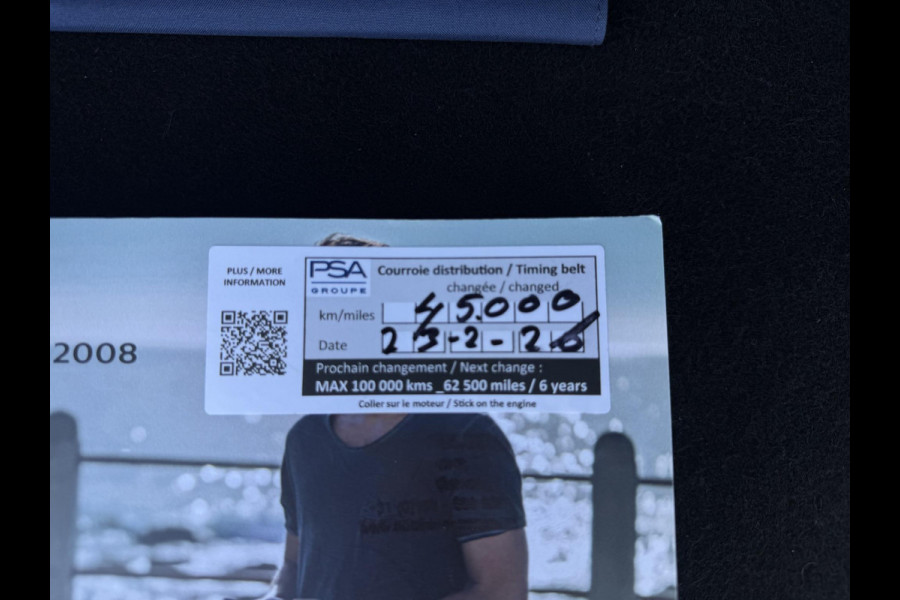 PLUS / MORE
INFORMATION
PSA
GROUPE
Courroie distribution / Timing belt
changée / changed
km/miles 45.000
Date 23-2-26
2008
Prochain changement / Next change :
MAX 100 000 kms _62 500 miles / 6 years
Coller sur le moteur / Stick on the engine